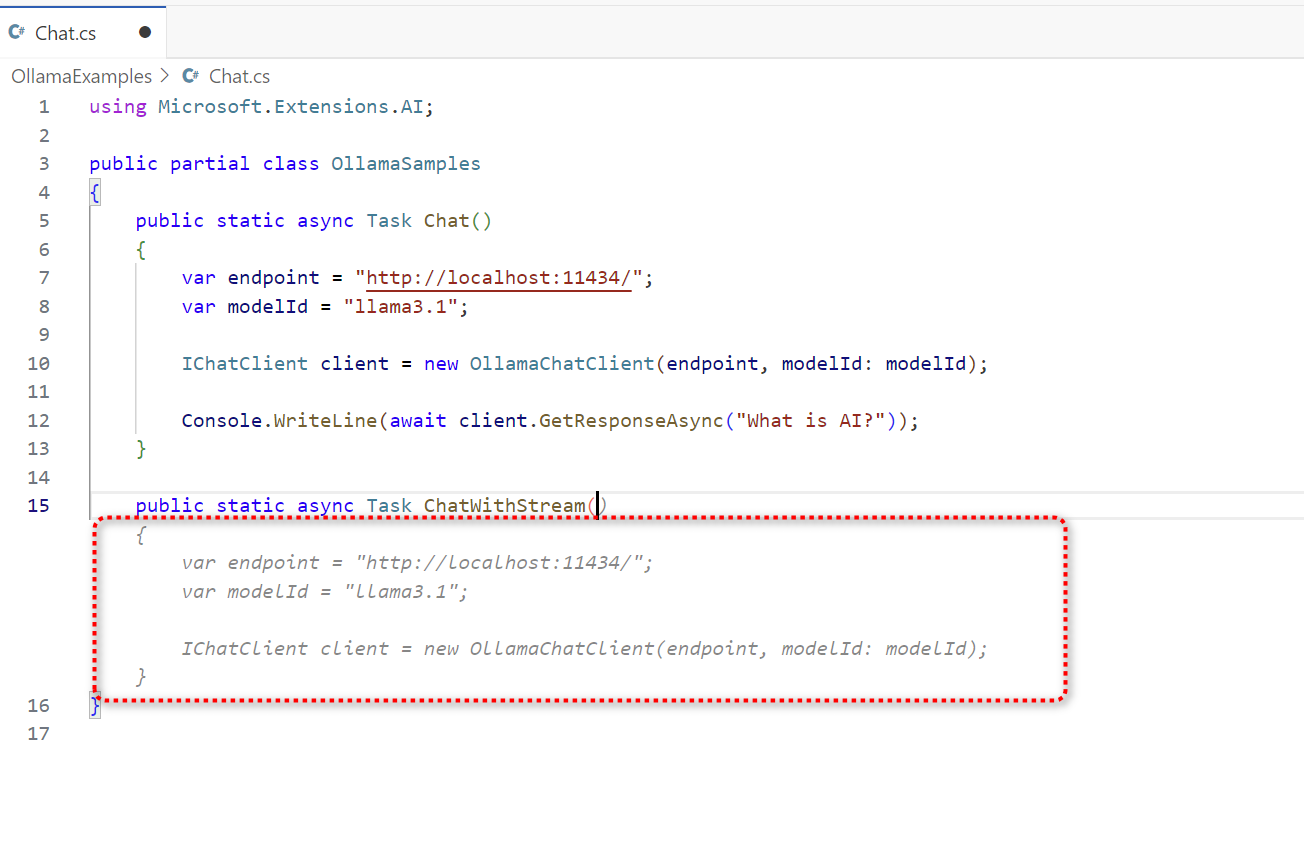 C# Chat.cs
OllamaExamples > C# Chat.cs
1 using Microsoft.Extensions.AI;
2
3 public partial class OllamaSamples
4 {
5     public static async Task Chat()
6     {
7         var endpoint = "http://localhost:11434/";
8         var modelId = "llama3.1";
9
10         IChatClient client = new OllamaChatClient(endpoint, modelId: modelId);
11
12         Console.WriteLine(await client.GetResponseAsync("What is AI?"));
13     }
14
15     public static async Task ChatWithStream()
    {
        var endpoint = "http://localhost:11434/";
        var modelId = "llama3.1";
        IChatClient client = new OllamaChatClient(endpoint, modelId: modelId);
    }
16 }
17